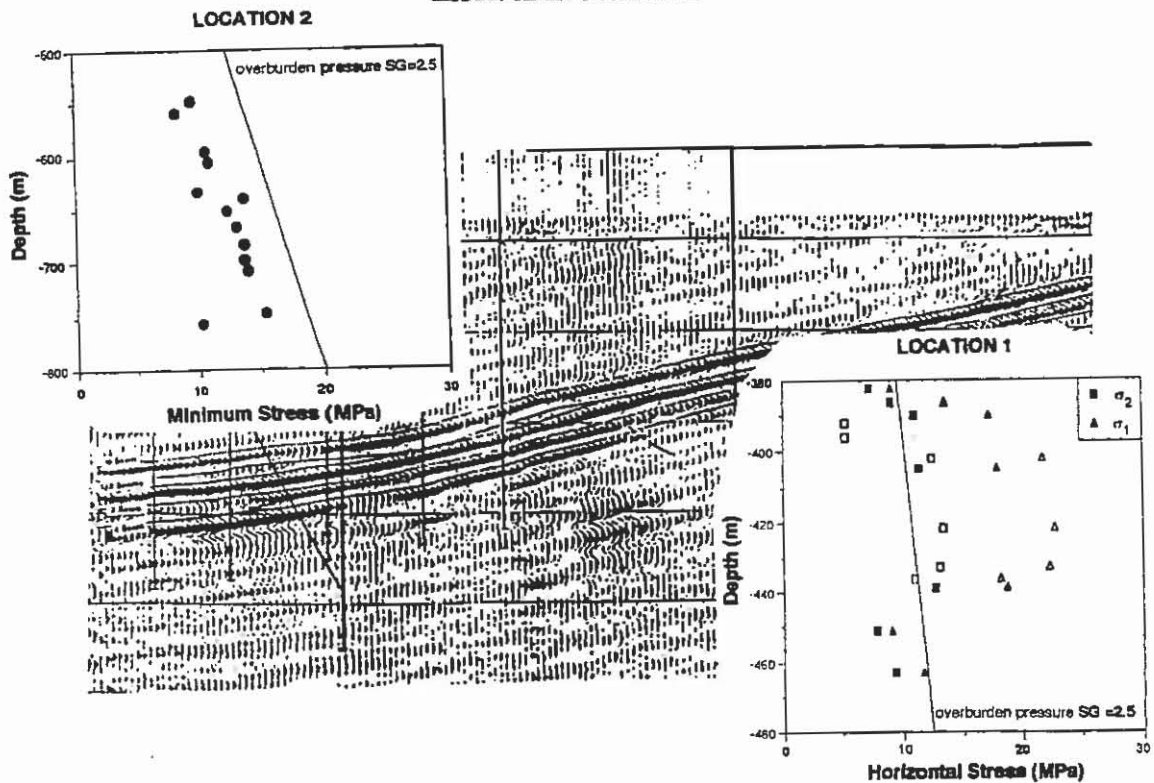 LOCATION 2
overburden pressure SG=2.5
-500
-600
-700
-800
Depth (m)
0
10
20
30
Minimum Stress (MPa)
LOCATION 1
σ2
σ1
-380
-400
-420
-440
-460
-480
Depth (m)
overburden pressure SG =2.5
0
10
20
30
Horizontal Stress (MPa)